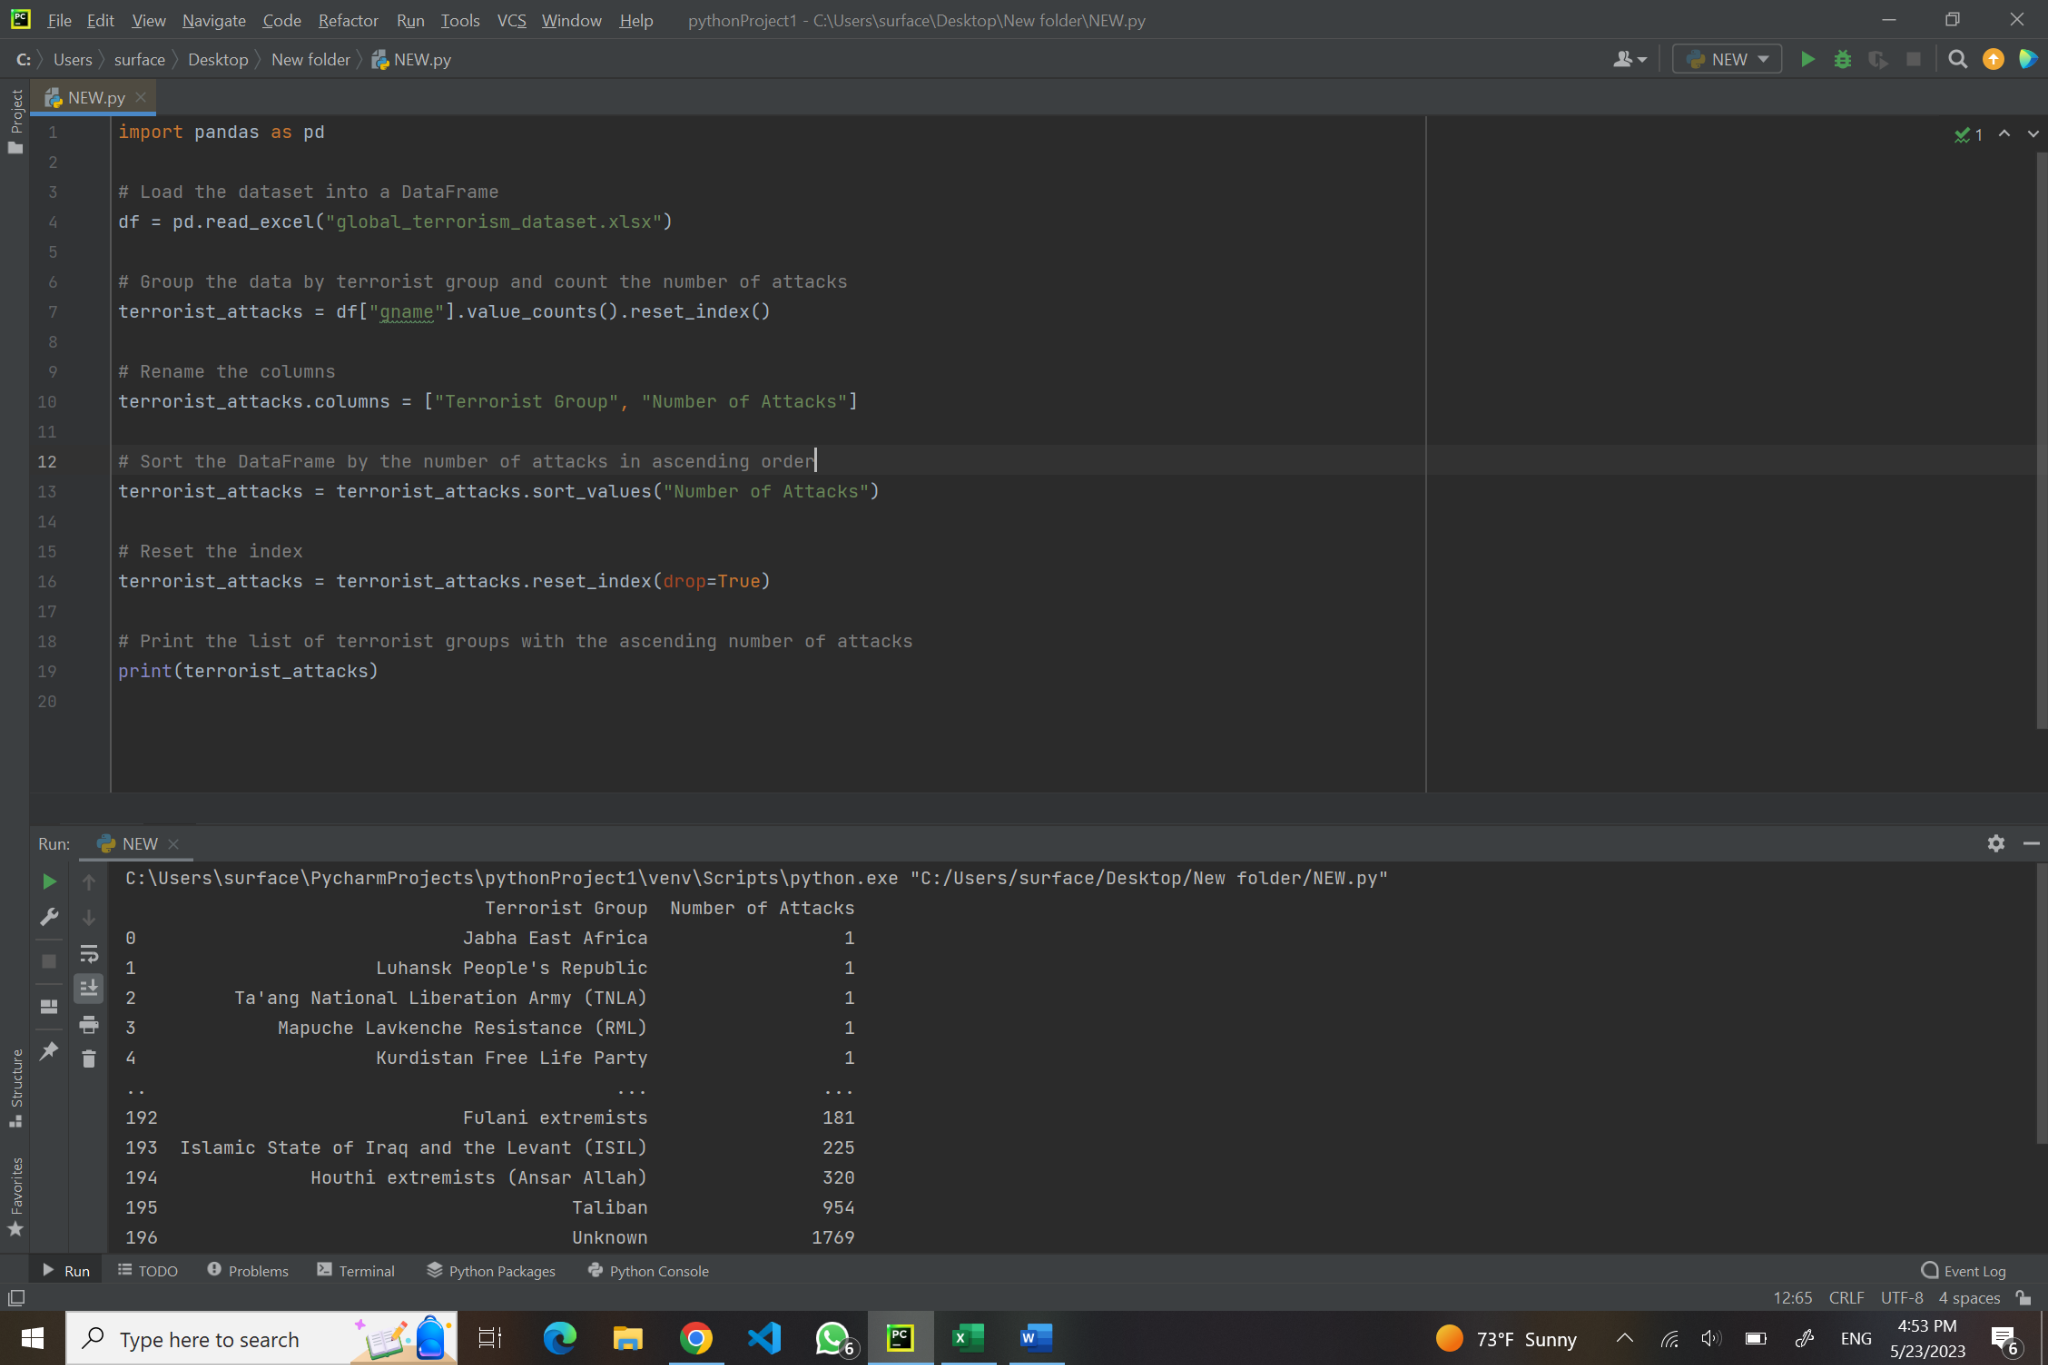 File Edit View Navigate Code Refactor Run Tools VCS Window Help pythonProject1 - C:\Users\surface\Desktop\New folder\NEW.py
C: Users surface Desktop New folder NEW.py NEW
Project
NEW.py
1 import pandas as pd
2
3 # Load the dataset into a DataFrame
4 df = pd.read_excel("global_terrorism_dataset.xlsx")
5
6 # Group the data by terrorist group and count the number of attacks
7 terrorist_attacks = df["gname"].value_counts().reset_index()
8
9 # Rename the columns
10 terrorist_attacks.columns = ["Terrorist Group", "Number of Attacks"]
11
12 # Sort the DataFrame by the number of attacks in ascending order
13 terrorist_attacks = terrorist_attacks.sort_values("Number of Attacks")
14
15 # Reset the index
16 terrorist_attacks = terrorist_attacks.reset_index(drop=True)
17
18 # Print the list of terrorist groups with the ascending number of attacks
19 print(terrorist_attacks)
20
1
Run: NEW
C:\Users\surface\PycharmProjects\pythonProject1\venv\Scripts\python.exe "C:/Users/surface/Desktop/New folder/NEW.py"
Terrorist Group Number of Attacks
0 Jabha East Africa 1
1 Luhansk People's Republic 1
2 Ta'ang National Liberation Army (TNLA) 1
3 Mapuche Lavkenche Resistance (RML) 1
4 Kurdistan Free Life Party 1
.. ... ...
192 Fulani extremists 181
193 Islamic State of Iraq and the Levant (ISIL) 225
194 Houthi extremists (Ansar Allah) 320
195 Taliban 954
196 Unknown 1769
Structure
Favorites
Run TODO Problems Terminal Python Packages Python Console Event Log
12:65 CRLF UTF-8 4 spaces
Type here to search 6 PC X W 73°F Sunny ENG 4:53 PM 6
5/23/2023